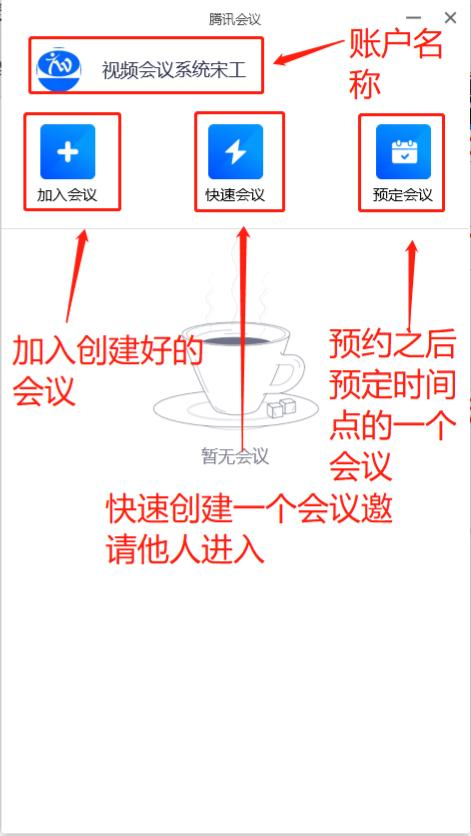 腾讯会议
账户名
称
视频会议系统宋工
加入会议
快速会议
预定会议
加入创建好的
会议
预约之后
预定时间
点的一个
会议
暂无会议
快速创建一个会议邀
请他人进入